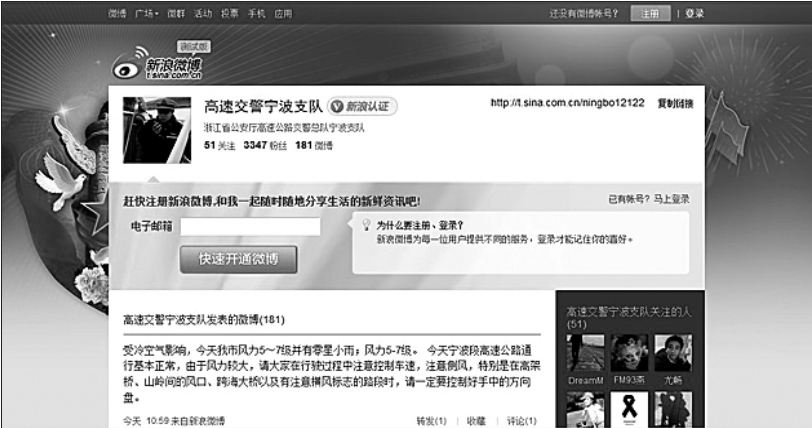 微博 广场 微群 活动 投票 手机 应用 还没有微博帐号? 注册 | 登录
测试版
新浪微博
t.sina.com.cn
高速交警宁波支队 V 新浪认证 http://t.sina.com.cn/ningbo12122 复制链接
浙江省公安厅高速公路交警总队宁波支队
51 关注 3347 粉丝 181 微博
赶快注册新浪微博,和我一起随时随地分享生活的新鲜资讯吧! 已有帐号? 马上登录
电子邮箱
为什么要注册、登录?
新浪微博为每一位用户提供不同的服务,登录才能记住你的喜好。
快速开通微博
高速交警宁波支队发表的微博(181)
高速交警宁波支队关注的人
(51)
受冷空气影响,今天我市风力5～7级并有零星小雨;风力5-7级。 今天宁波段高速公路通
行基本正常,由于风力较大,请大家在行驶过程中注意控制车速,注意侧风,特别是在高架
桥、山岭间的风口、跨海大桥以及有注意横风标志的路段时,请一定要控制好手中的方向
盘。
DreamM FM93燕 尤畅
今天 10:59 来自新浪微博 转发(1) | 收藏 | 评论(1)